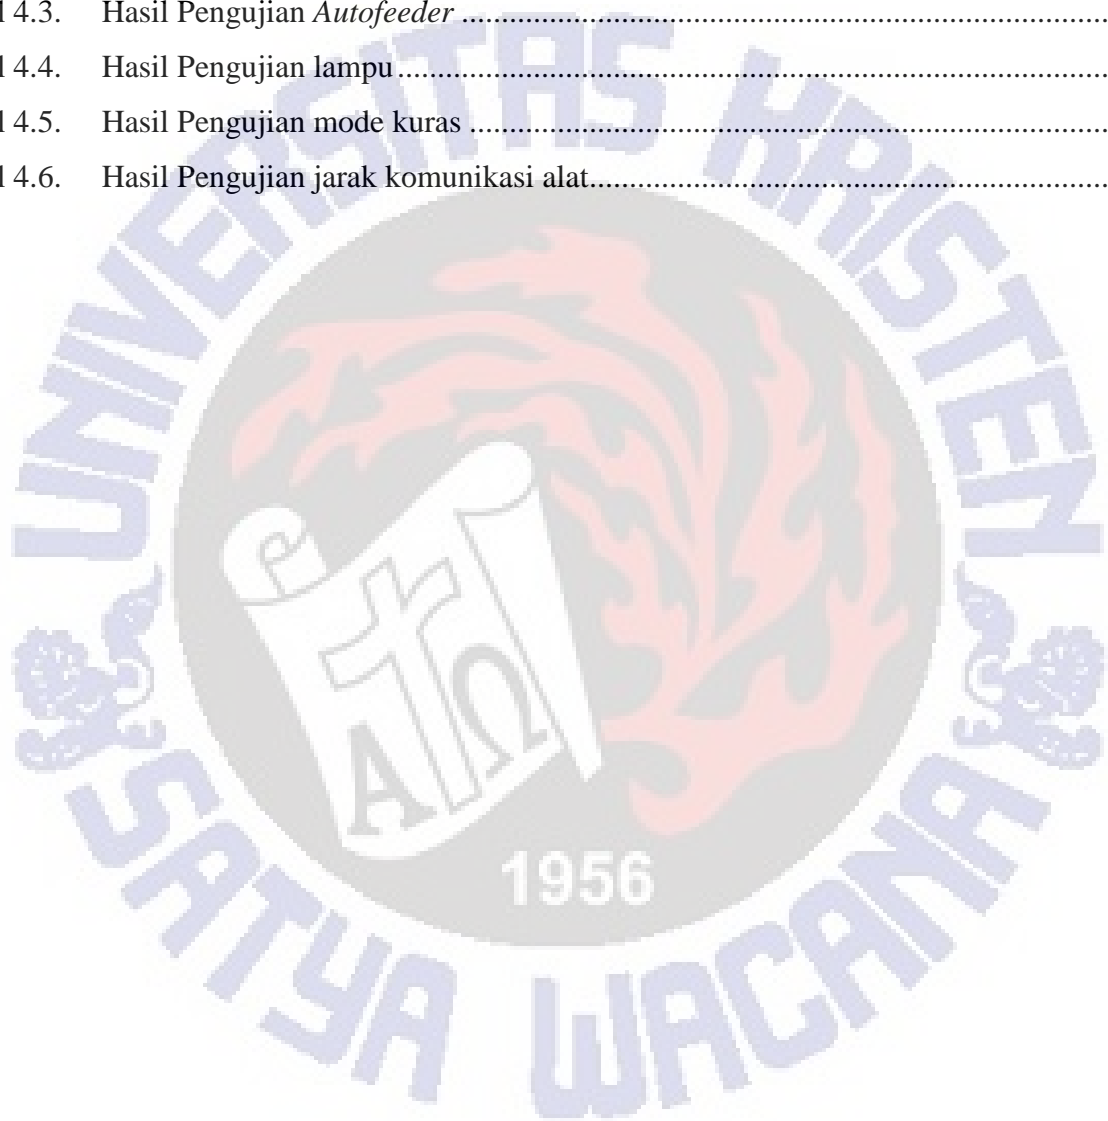 l 4.3. Hasil Pengujian Autofeeder ................................................................................
l 4.4. Hasil Pengujian lampu ........................................................................................
l 4.5. Hasil Pengujian mode kuras ...............................................................................
l 4.6. Hasil Pengujian jarak komunikasi alat.................................................................
UNIVERSITAS KRISTEN
SATYA WACANA
Α Ω
1956